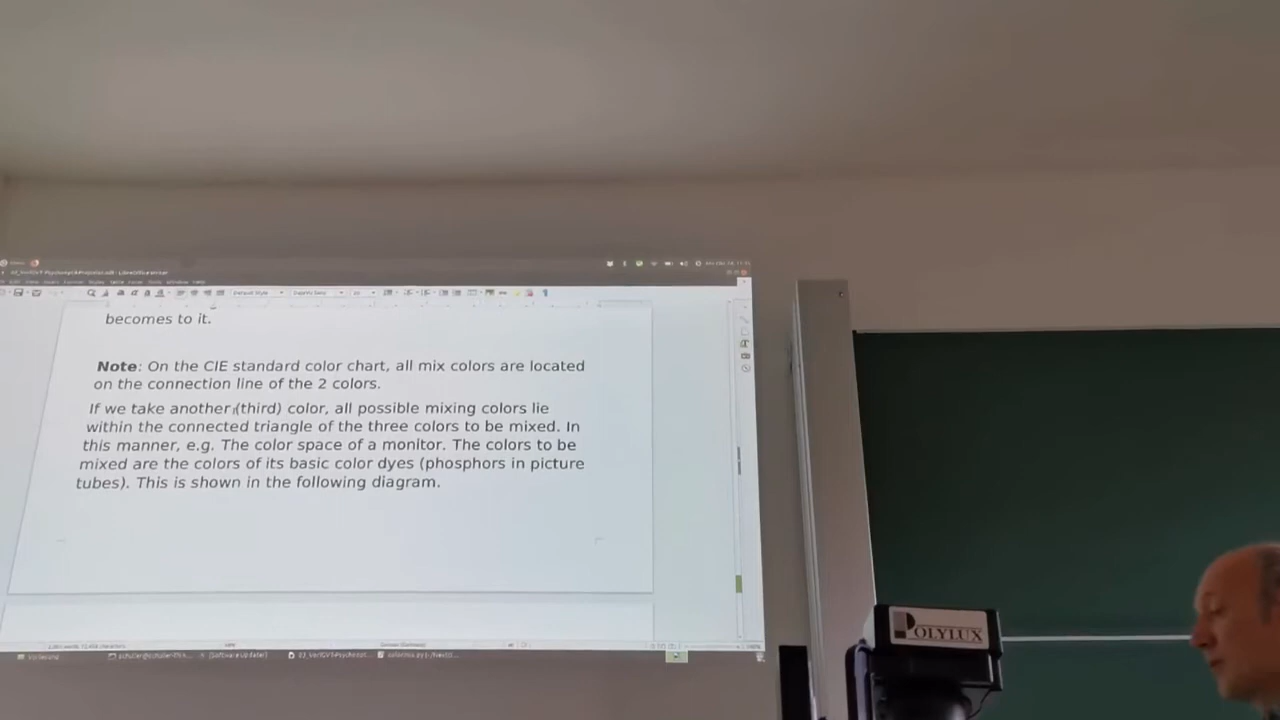 becomes to it.
Note: On the CIE standard color chart, all mix colors are located
on the connection line of the 2 colors.
If we take another (third) color, all possible mixing colors lie
within the connected triangle of the three colors to be mixed. In
this manner, e.g. The color space of a monitor. The colors to be
mixed are the colors of its basic color dyes (phosphors in picture
tubes). This is shown in the following diagram.
POLYLUX